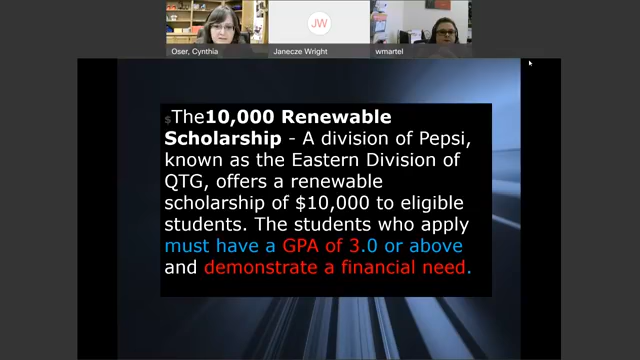 JW
Oser, Cynthia
Janecze Wright
wmartel
$The10,000 Renewable
Scholarship - A division of Pepsi,
known as the Eastern Division of
QTG, offers a renewable
scholarship of $10,000 to eligible
students. The students who apply
must have a GPA of 3.0 or above
and demonstrate a financial need.